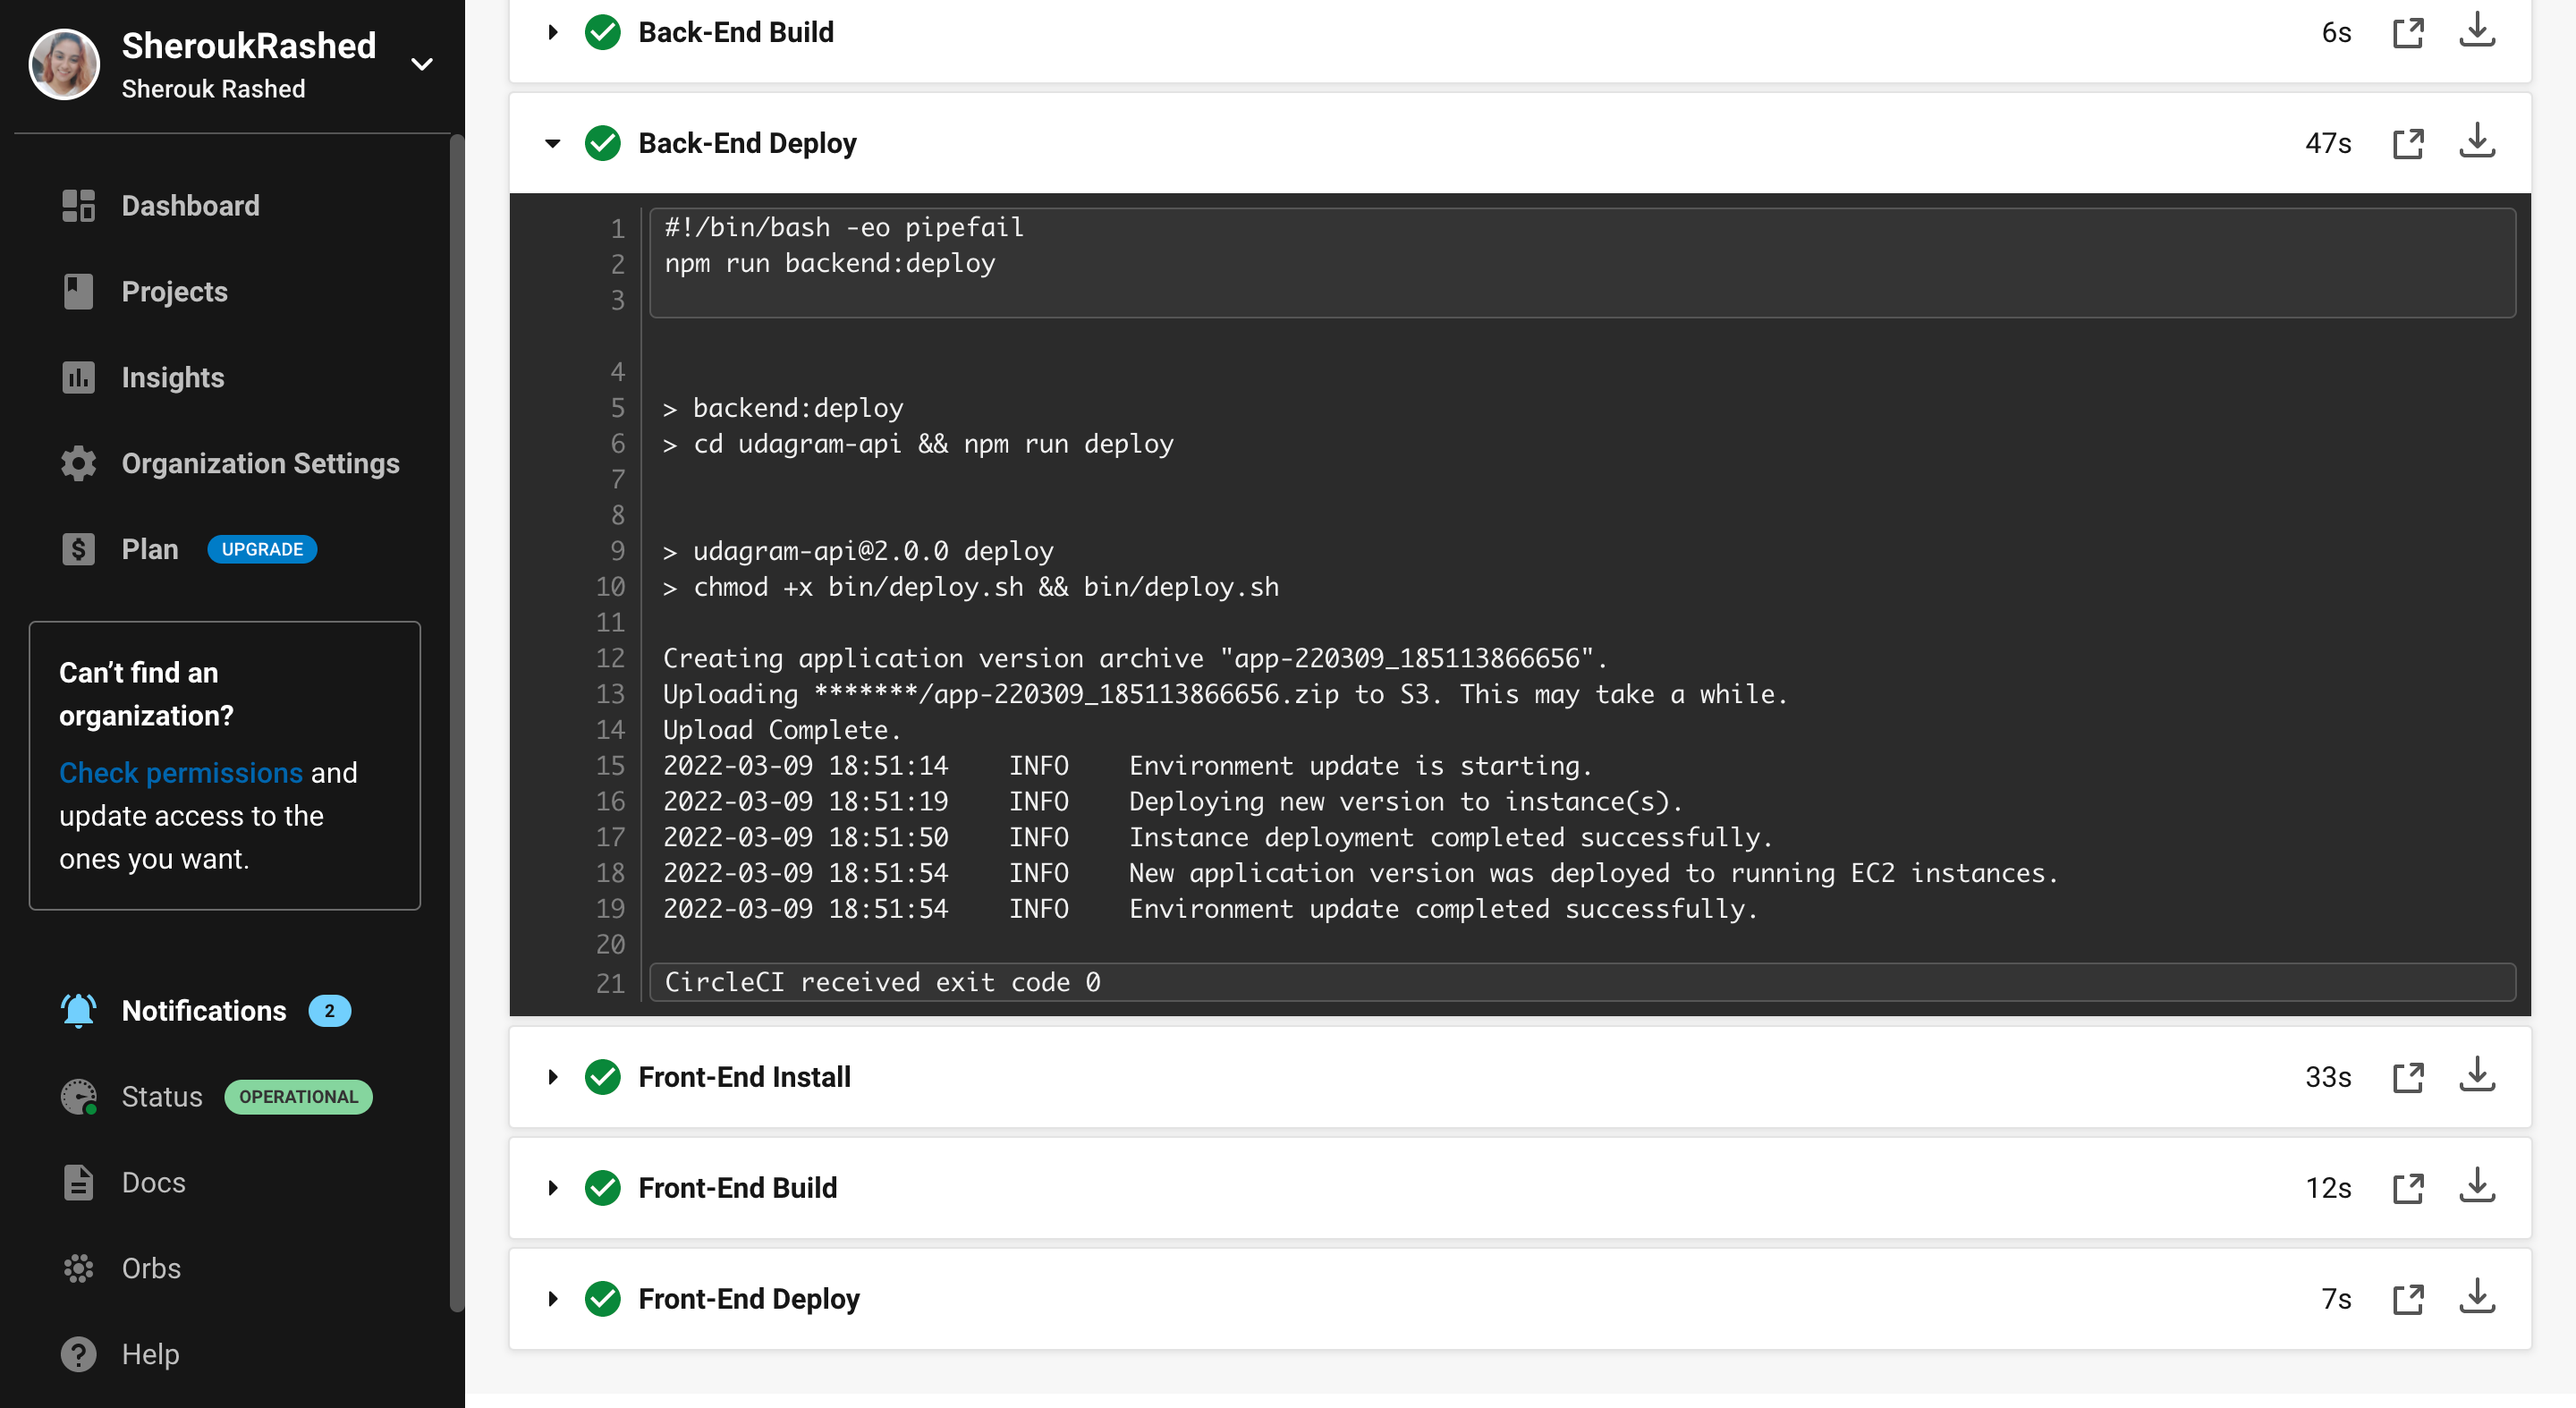 SheroukRashed
Sherouk Rashed
Dashboard
Projects
Insights
Organization Settings
Plan UPGRADE
Can't find an
organization?
Check permissions and
update access to the
ones you want.
Notifications 2
Status OPERATIONAL
Docs
Orbs
Help
Back-End Build 6s
Back-End Deploy 47s
1 #!/bin/bash -eo pipefail
2 npm run backend:deploy
3
4
5 > backend:deploy
6 > cd udagram-api && npm run deploy
7
8
9 > udagram-api@2.0.0 deploy
10 > chmod +x bin/deploy.sh && bin/deploy.sh
11
12 Creating application version archive "app-220309_185113866656".
13 Uploading *******/app-220309_185113866656.zip to S3. This may take a while.
14 Upload Complete.
15 2022-03-09 18:51:14    INFO    Environment update is starting.
16 2022-03-09 18:51:19    INFO    Deploying new version to instance(s).
17 2022-03-09 18:51:50    INFO    Instance deployment completed successfully.
18 2022-03-09 18:51:54    INFO    New application version was deployed to running EC2 instances.
19 2022-03-09 18:51:54    INFO    Environment update completed successfully.
20
21 CircleCI received exit code 0
Front-End Install 33s
Front-End Build 12s
Front-End Deploy 7s